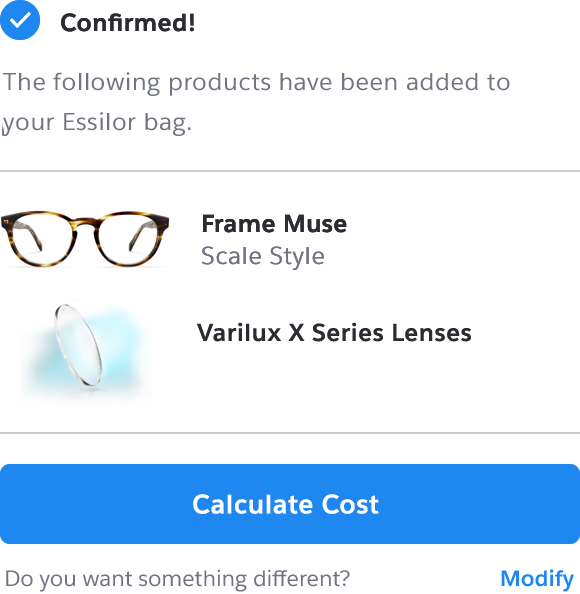 Confirmed!
The following products have been added to
your Essilor bag.
Frame Muse
Scale Style
Varilux X Series Lenses
Calculate Cost
Do you want something different?
Modify